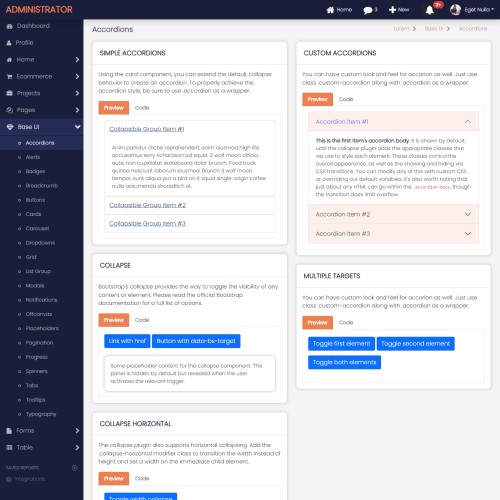 ADMINISTRATOR
Home
3
New
9+
Eget Nulla
Dashboard
Profile
Home
Ecommerce
Projects
Pages
Base UI
Accordions
Alerts
Badges
Breadcrumb
Buttons
Cards
Carousel
Dropdowns
Grid
List Group
Modals
Notifications
Offcanvas
Placeholders
Pagination
Progress
Spinners
Tabs
Tooltips
Typography
Forms
Table
SAVED REPORTS
Integrations
Accordions
Lorem > Base UI > Accordions
SIMPLE ACCORDIONS
Using the card component, you can extend the default collapse
behavior to create an accordion. To properly achieve the
accordion style, be sure to use .accordion as a wrapper.
Preview Code
Collapsible Group Item #1
Anim pariatur cliche reprehenderit, enim eiusmod high life
accusamus terry richardson ad squid. 3 wolf moon officia
aute, non cupidatat skateboard dolor brunch. Food truck
quinoa nesciunt laborum eiusmod. Brunch 3 wolf moon
tempor, sunt aliqua put a bird on it squid single-origin coffee
nulla assumenda shoreditch et.
Collapsible Group Item #2
Collapsible Group Item #3
COLLAPSE
Bootstrap's collapse provides the way to toggle the visibility of any
content or element. Please read the official Bootstrap
documentation for a full list of options.
Preview Code
Link with href
Button with data-bs-target
Some placeholder content for the collapse component. This
panel is hidden by default but revealed when the user
activates the relevant trigger.
COLLAPSE HORIZONTAL
The collapse plugin also supports horizontal collapsing. Add the
.collapse-horizontal modifier class to transition the width instead of
height and set a width on the immediate child element.
Preview Code
Toggle width collapse
CUSTOM ACCORDIONS
You can have custom look and feel for accorion as well. Just use
class .custom-accordion along with .accordion as a wrapper.
Preview Code
Accordion Item #1
This is the first item's accordion body. It is shown by default,
until the collapse plugin adds the appropriate classes that
we use to style each element. These classes control the
overall appearance, as well as the showing and hiding via
CSS transitions. You can modify any of this with custom CSS
or overriding our default variables. It's also worth noting that
just about any HTML can go within the .accordion-body, though
the transition does limit overflow.
Accordion Item #2
Accordion Item #3
MULTIPLE TARGETS
You can have custom look and feel for accorion as well. Just use
class .custom-accordion along with .accordion as a wrapper.
Preview Code
Toggle first element
Toggle second element
Toggle both elements